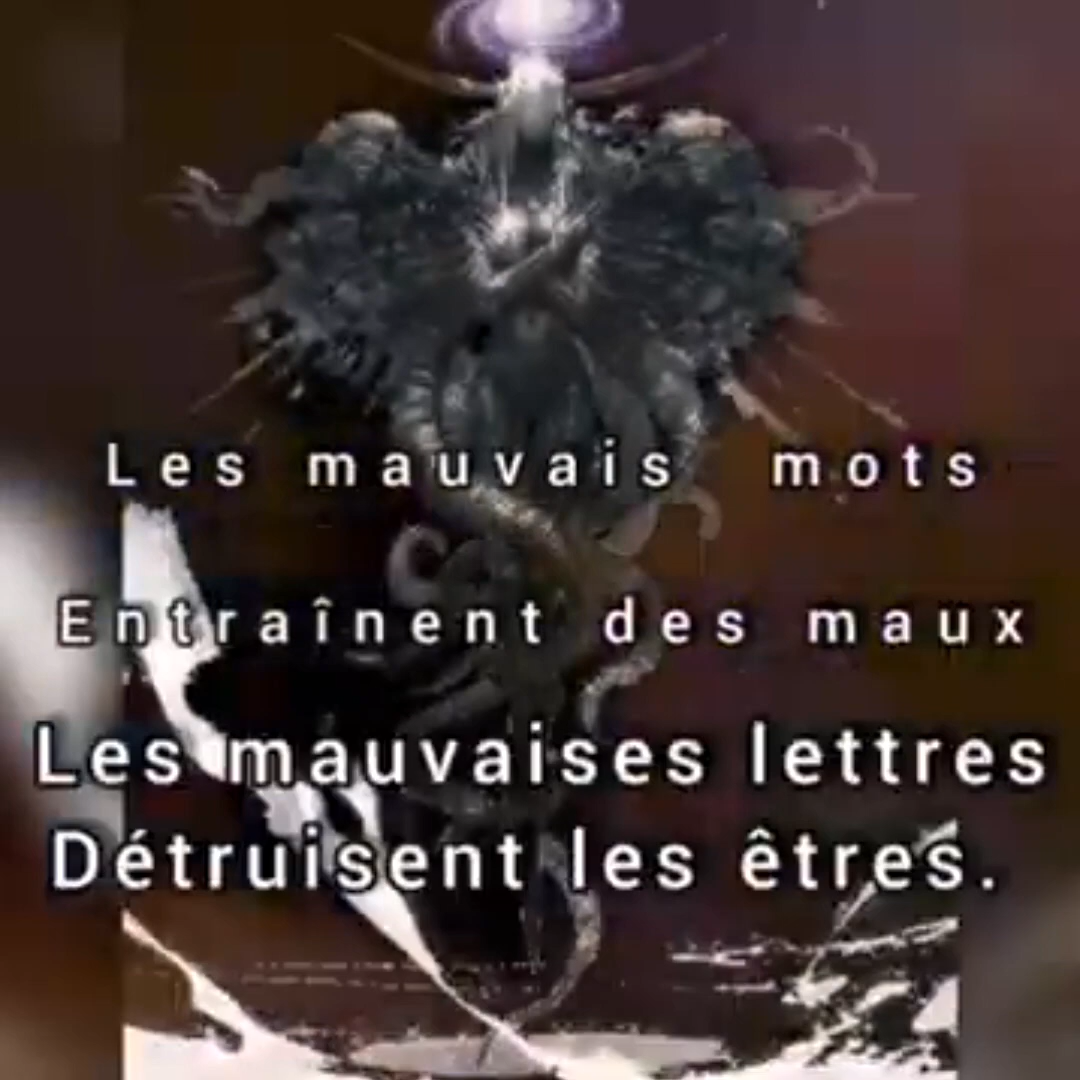 Les mauvais mots
Entraînent des maux
Les mauvaises lettres
Détruisent les êtres.